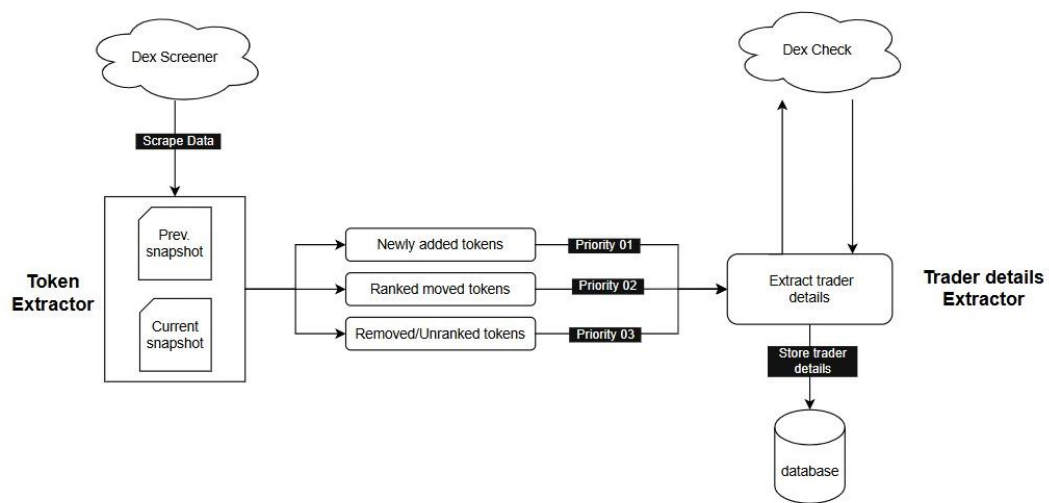 Dex Screener
Dex Check
Scrape Data
Prev.
snapshot
Current
snapshot
Token
Extractor
Newly added tokens
Priority 01
Ranked moved tokens
Priority 02
Removed/Unranked tokens
Priority 03
Extract trader
details
Trader details
Extractor
Store trader
details
database